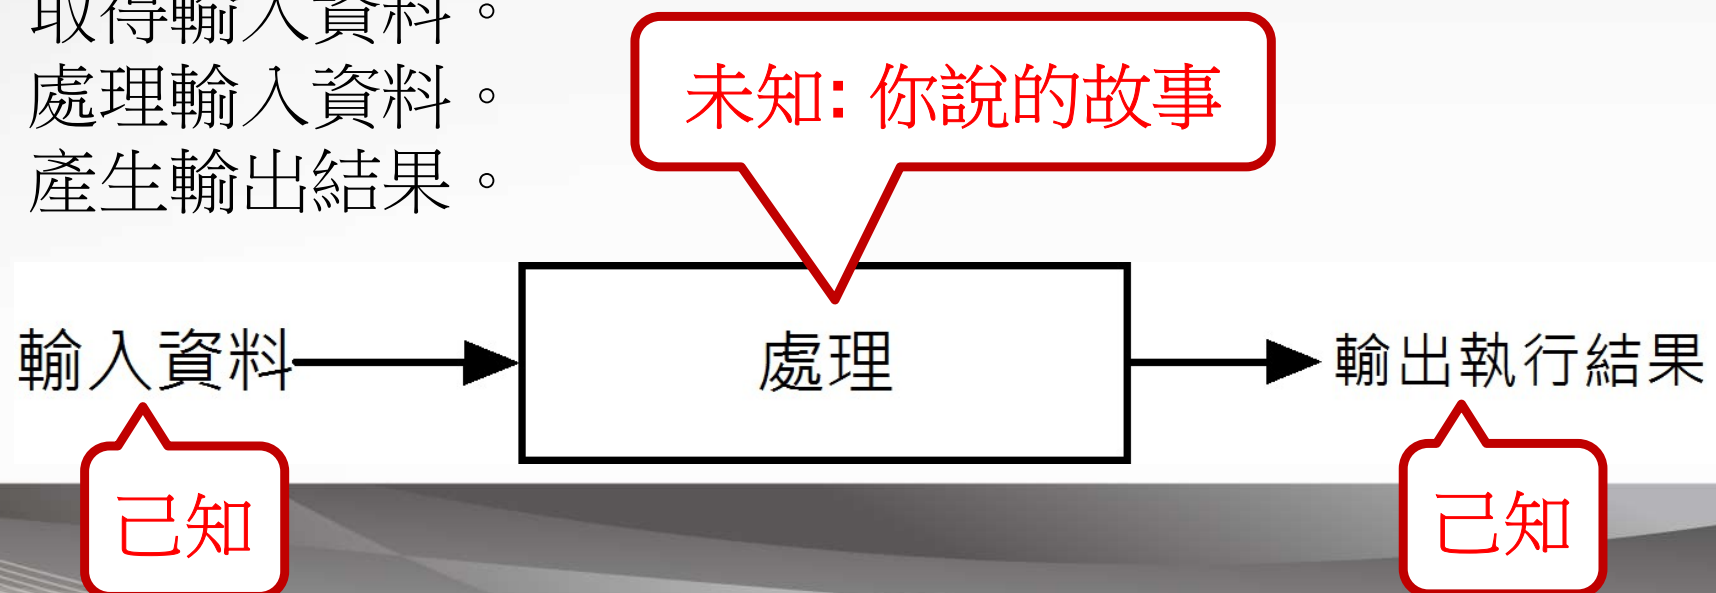 取得輸入資料。
處理輸入資料。
產生輸出結果。
未知: 你說的故事
輸入資料
處理
輸出執行結果
己知
己知